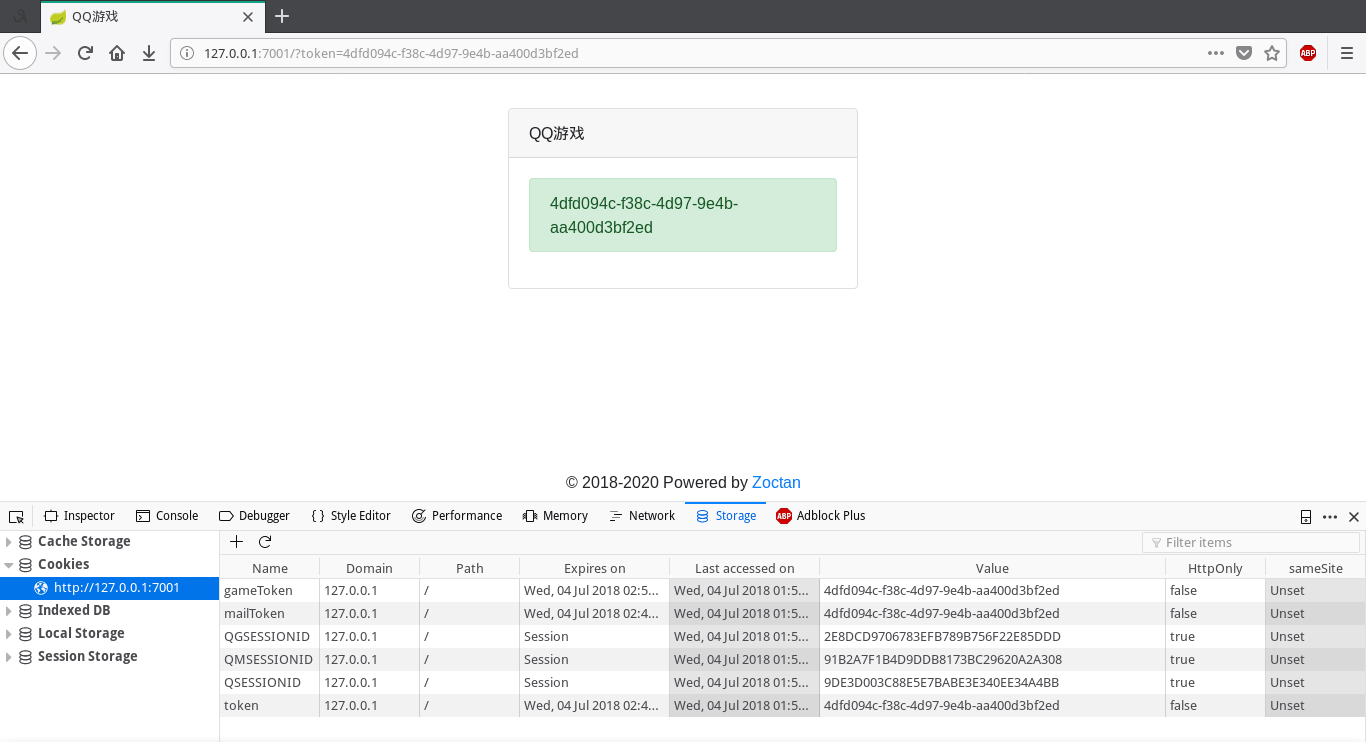 QQ游戏
127.0.0.1:7001/?token=4dfd094c-f38c-4d97-9e4b-aa400d3bf2ed
ABP
QQ游戏
4dfd094c-f38c-4d97-9e4b-
aa400d3bf2ed
© 2018-2020 Powered by Zoctan
Inspector Console Debugger { } Style Editor Performance Memory Network Storage ABP Adblock Plus
Cache Storage
Cookies
http://127.0.0.1:7001
Indexed DB
Local Storage
Session Storage
Filter items
Name Domain Path Expires on Last accessed on Value HttpOnly sameSite
gameToken 127.0.0.1 / Wed, 04 Jul 2018 02:5... Wed, 04 Jul 2018 01:5... 4dfd094c-f38c-4d97-9e4b-aa400d3bf2ed false Unset
mailToken 127.0.0.1 / Wed, 04 Jul 2018 02:4... Wed, 04 Jul 2018 01:5... 4dfd094c-f38c-4d97-9e4b-aa400d3bf2ed false Unset
QGSESSIONID 127.0.0.1 / Session Wed, 04 Jul 2018 01:5... 2E8DCD9706783EFB789B756F22E85DDD true Unset
QMSESSIONID 127.0.0.1 / Session Wed, 04 Jul 2018 01:5... 91B2A7F1B4D9DDB8173BC29620A2A308 true Unset
QSESSIONID 127.0.0.1 / Session Wed, 04 Jul 2018 01:5... 9DE3D003C88E5E7BABE3E340EE34A4BB true Unset
token 127.0.0.1 / Wed, 04 Jul 2018 02:4... Wed, 04 Jul 2018 01:5... 4dfd094c-f38c-4d97-9e4b-aa400d3bf2ed false Unset